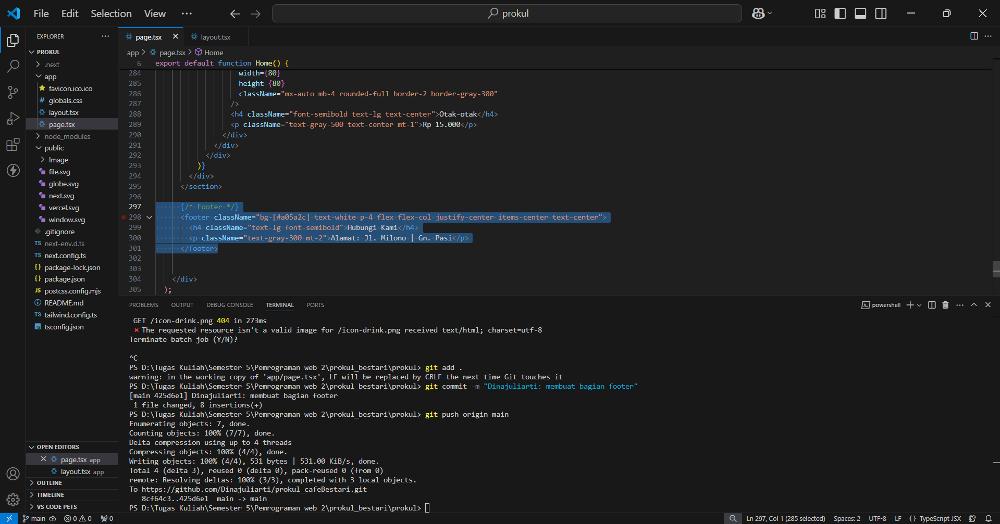 File Edit Selection View ··· prokul
EXPLORER ···
PROKUL
.next
app
favicon.ico.ico
# globals.css
layout.tsx
page.tsx
node_modules
public
Image
file.svg
globe.svg
next.svg
vercel.svg
window.svg
.gitignore
TS next-env.d.ts
TS next.config.ts
{} package-lock.json
{} package.json
JS postcss.config.mjs
README.md
TS tailwind.config.ts
tsconfig.json
OPEN EDITORS
page.tsx app
layout.tsx app
OUTLINE
TIMELINE
VS CODE PETS
page.tsx layout.tsx
app > page.tsx > Home
6 export default function Home() {
284 width={80}
285 height={80}
286 className="mx-auto mb-4 rounded-full border-2 border-gray-300"
287 />
288 <h4 className="font-semibold text-lg text-center">Otak-otak</h4>
289 <p className="text-gray-500 text-center mt-1">Rp 15.000</p>
290 </div>
291 </div>
292 </div>
293 )}
294 </div>
295 </section>
296
297 {/* Footer */}
298 <footer className="bg-[#a05a2c] text-white p-4 flex flex-col justify-center items-center text-center">
299 <h4 className="text-lg font-semibold">Hubungi Kami</h4>
300 <p className="text-gray-300 mt-2">Alamat: Jl. Milono | Gn. Pasi</p>
301 </footer>
302
303
304 </div>
305 );
PROBLEMS OUTPUT DEBUG CONSOLE TERMINAL PORTS powershell
GET /icon-drink.png 404 in 273ms
⨯ The requested resource isn't a valid image for /icon-drink.png received text/html; charset=utf-8
Terminate batch job (Y/N)?
^C
PS D:\Tugas Kuliah\Semester 5\Pemrograman web 2\prokul_bestari\prokul> git add .
warning: in the working copy of 'app/page.tsx', LF will be replaced by CRLF the next time Git touches it
PS D:\Tugas Kuliah\Semester 5\Pemrograman web 2\prokul_bestari\prokul> git commit -m "Dinajuliarti: membuat bagian footer"
[main 425d6e1] Dinajuliarti: membuat bagian footer
1 file changed, 8 insertions(+)
PS D:\Tugas Kuliah\Semester 5\Pemrograman web 2\prokul_bestari\prokul> git push origin main
Enumerating objects: 7, done.
Counting objects: 100% (7/7), done.
Delta compression using up to 4 threads
Compressing objects: 100% (4/4), done.
Writing objects: 100% (4/4), 531 bytes | 531.00 KiB/s, done.
Total 4 (delta 3), reused 0 (delta 0), pack-reused 0 (from 0)
remote: Resolving deltas: 100% (3/3), completed with 3 local objects.
To https://github.com/Dinajuliarti/prokul_cafeBestari.git
8cf64c3..425d6e1 main -> main
PS D:\Tugas Kuliah\Semester 5\Pemrograman web 2\prokul_bestari\prokul>
main 0 0 0 Ln 297, Col 1 (285 selected) Spaces: 2 UTF-8 LF {} TypeScript JSX